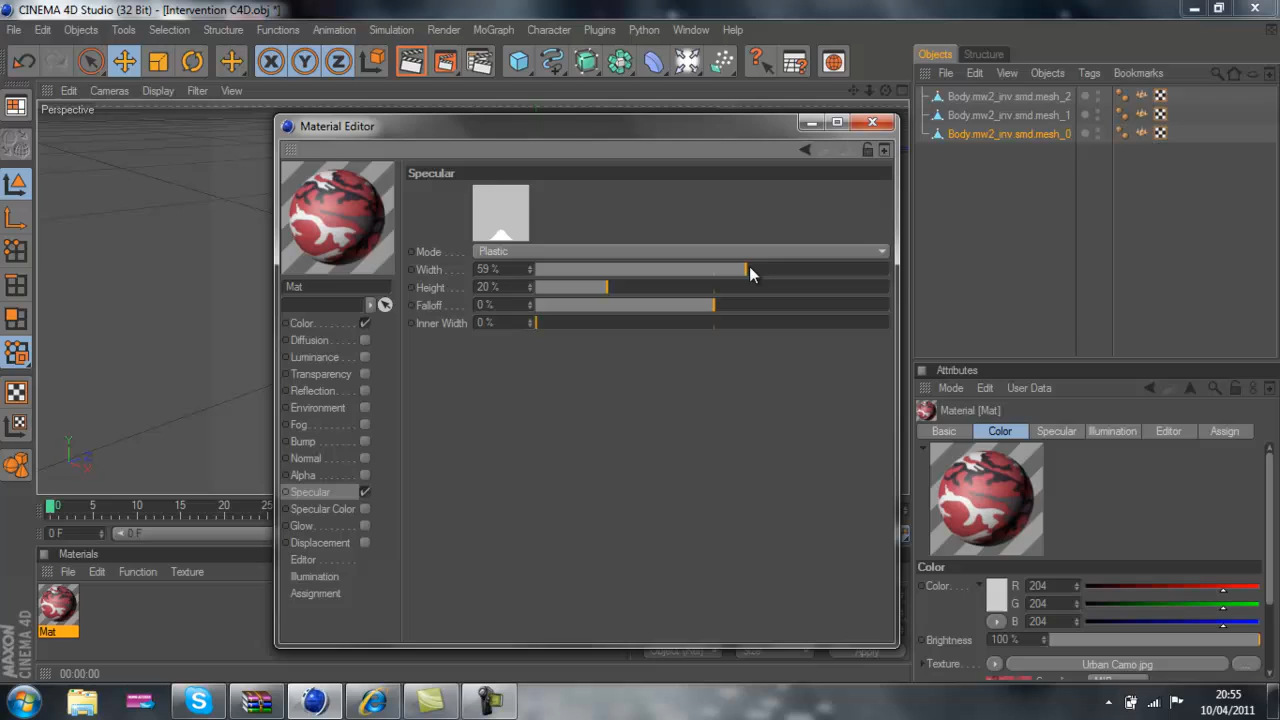 CINEMA 4D Studio (32 Bit) - [Intervention C4D.obj *]
File Edit Objects Tools Selection Structure Functions Animation Simulation Render MoGraph Character Plugins Python Window Help
Edit Cameras Display Filter View
Perspective
Objects Structure
File Edit View Objects Tags Bookmarks
Body.mw2_inv.smd.mesh_2
Body.mw2_inv.smd.mesh_1
Body.mw2_inv.smd.mesh_0
Material Editor
Mat
Color
Diffusion
Luminance
Transparency
Reflection
Environment
Fog
Bump
Normal
Alpha
Specular
Specular Color
Glow
Displacement
Editor
Illumination
Assignment
Specular
Mode Plastic
Width 59 %
Height 20 %
Falloff 0 %
Inner Width 0 %
Attributes
Mode Edit User Data
Material [Mat]
Basic Color Specular Illumination Editor Assign
Color
Color R 204
G 204
B 204
Brightness 100 %
Texture Urban Camo.jpg ...
0 5 10 15 20 25
0 F 0 F
Materials
File Edit Function Texture
Mat
MAXON CINEMA 4D
00:00:00
Apply
20:55
10/04/2011